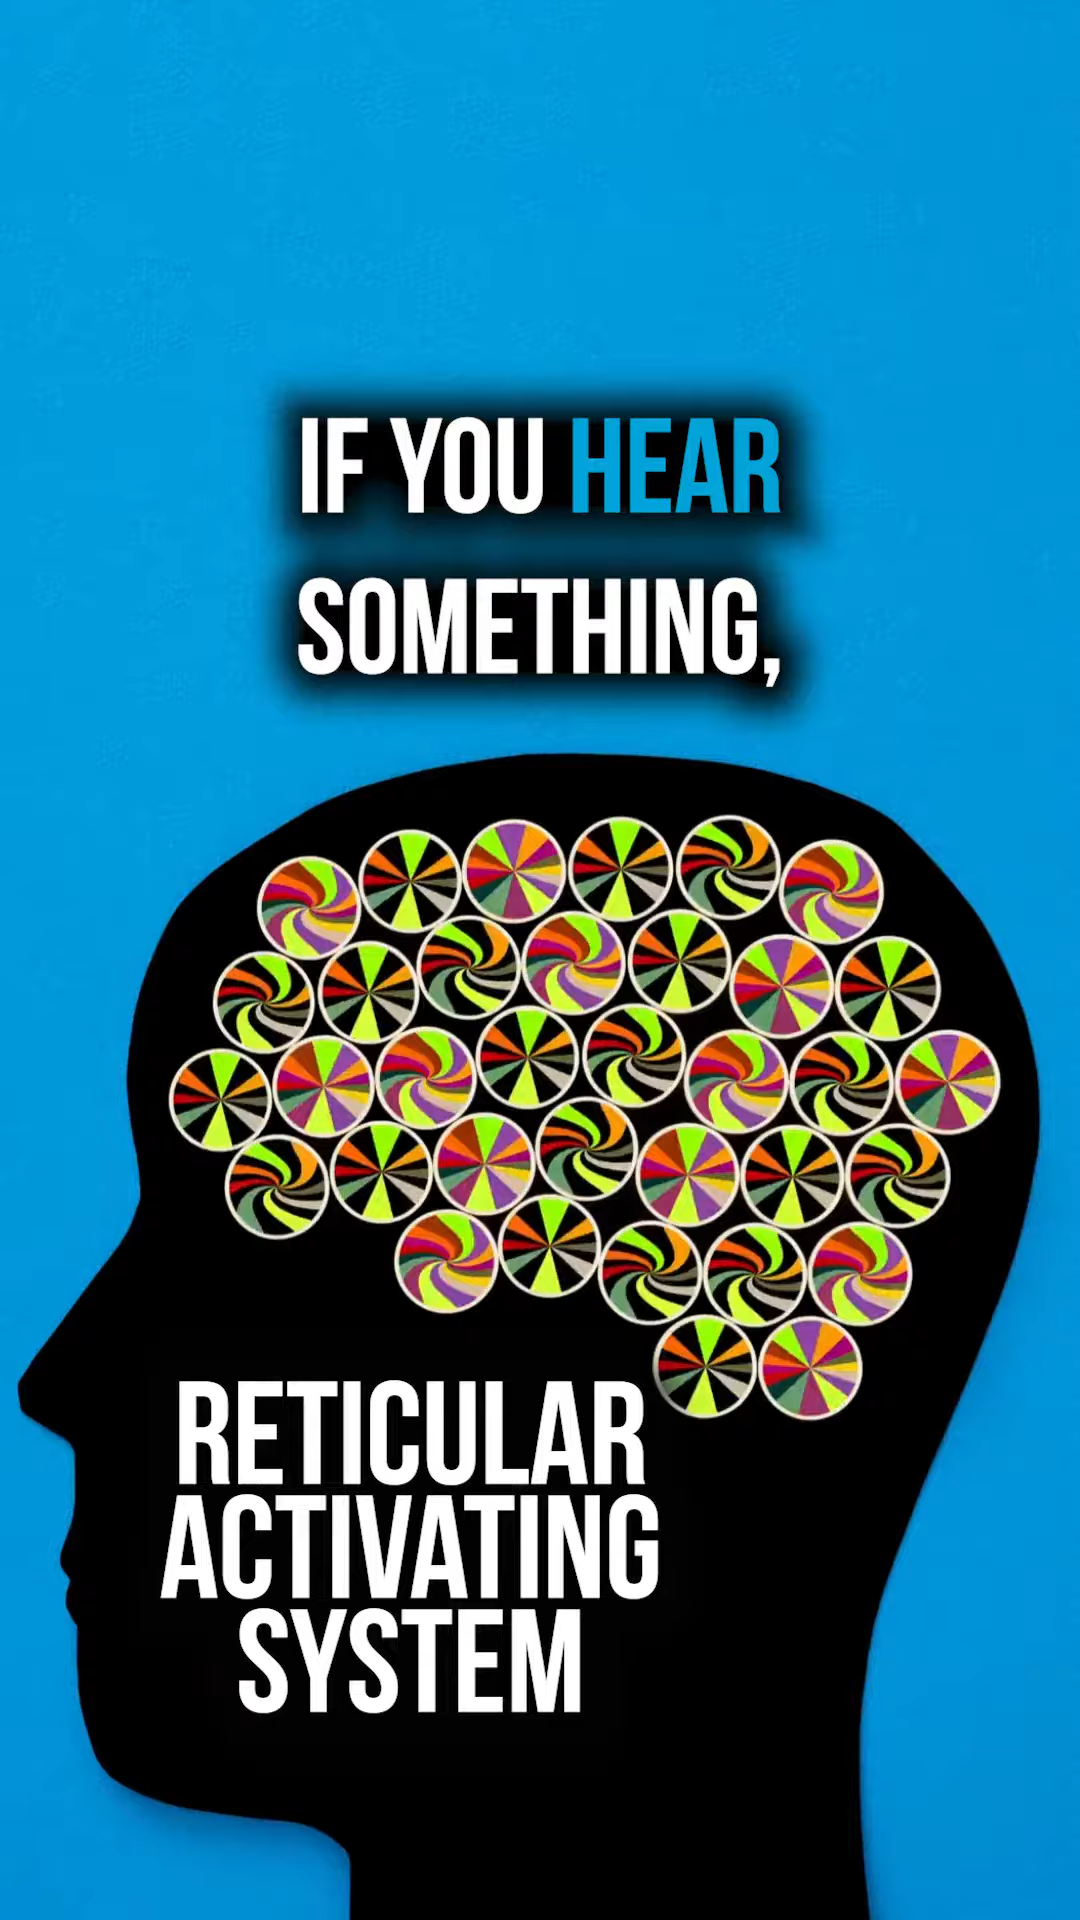 IF YOU HEAR
SOMETHING,
RETICULAR
ACTIVATING
SYSTEM